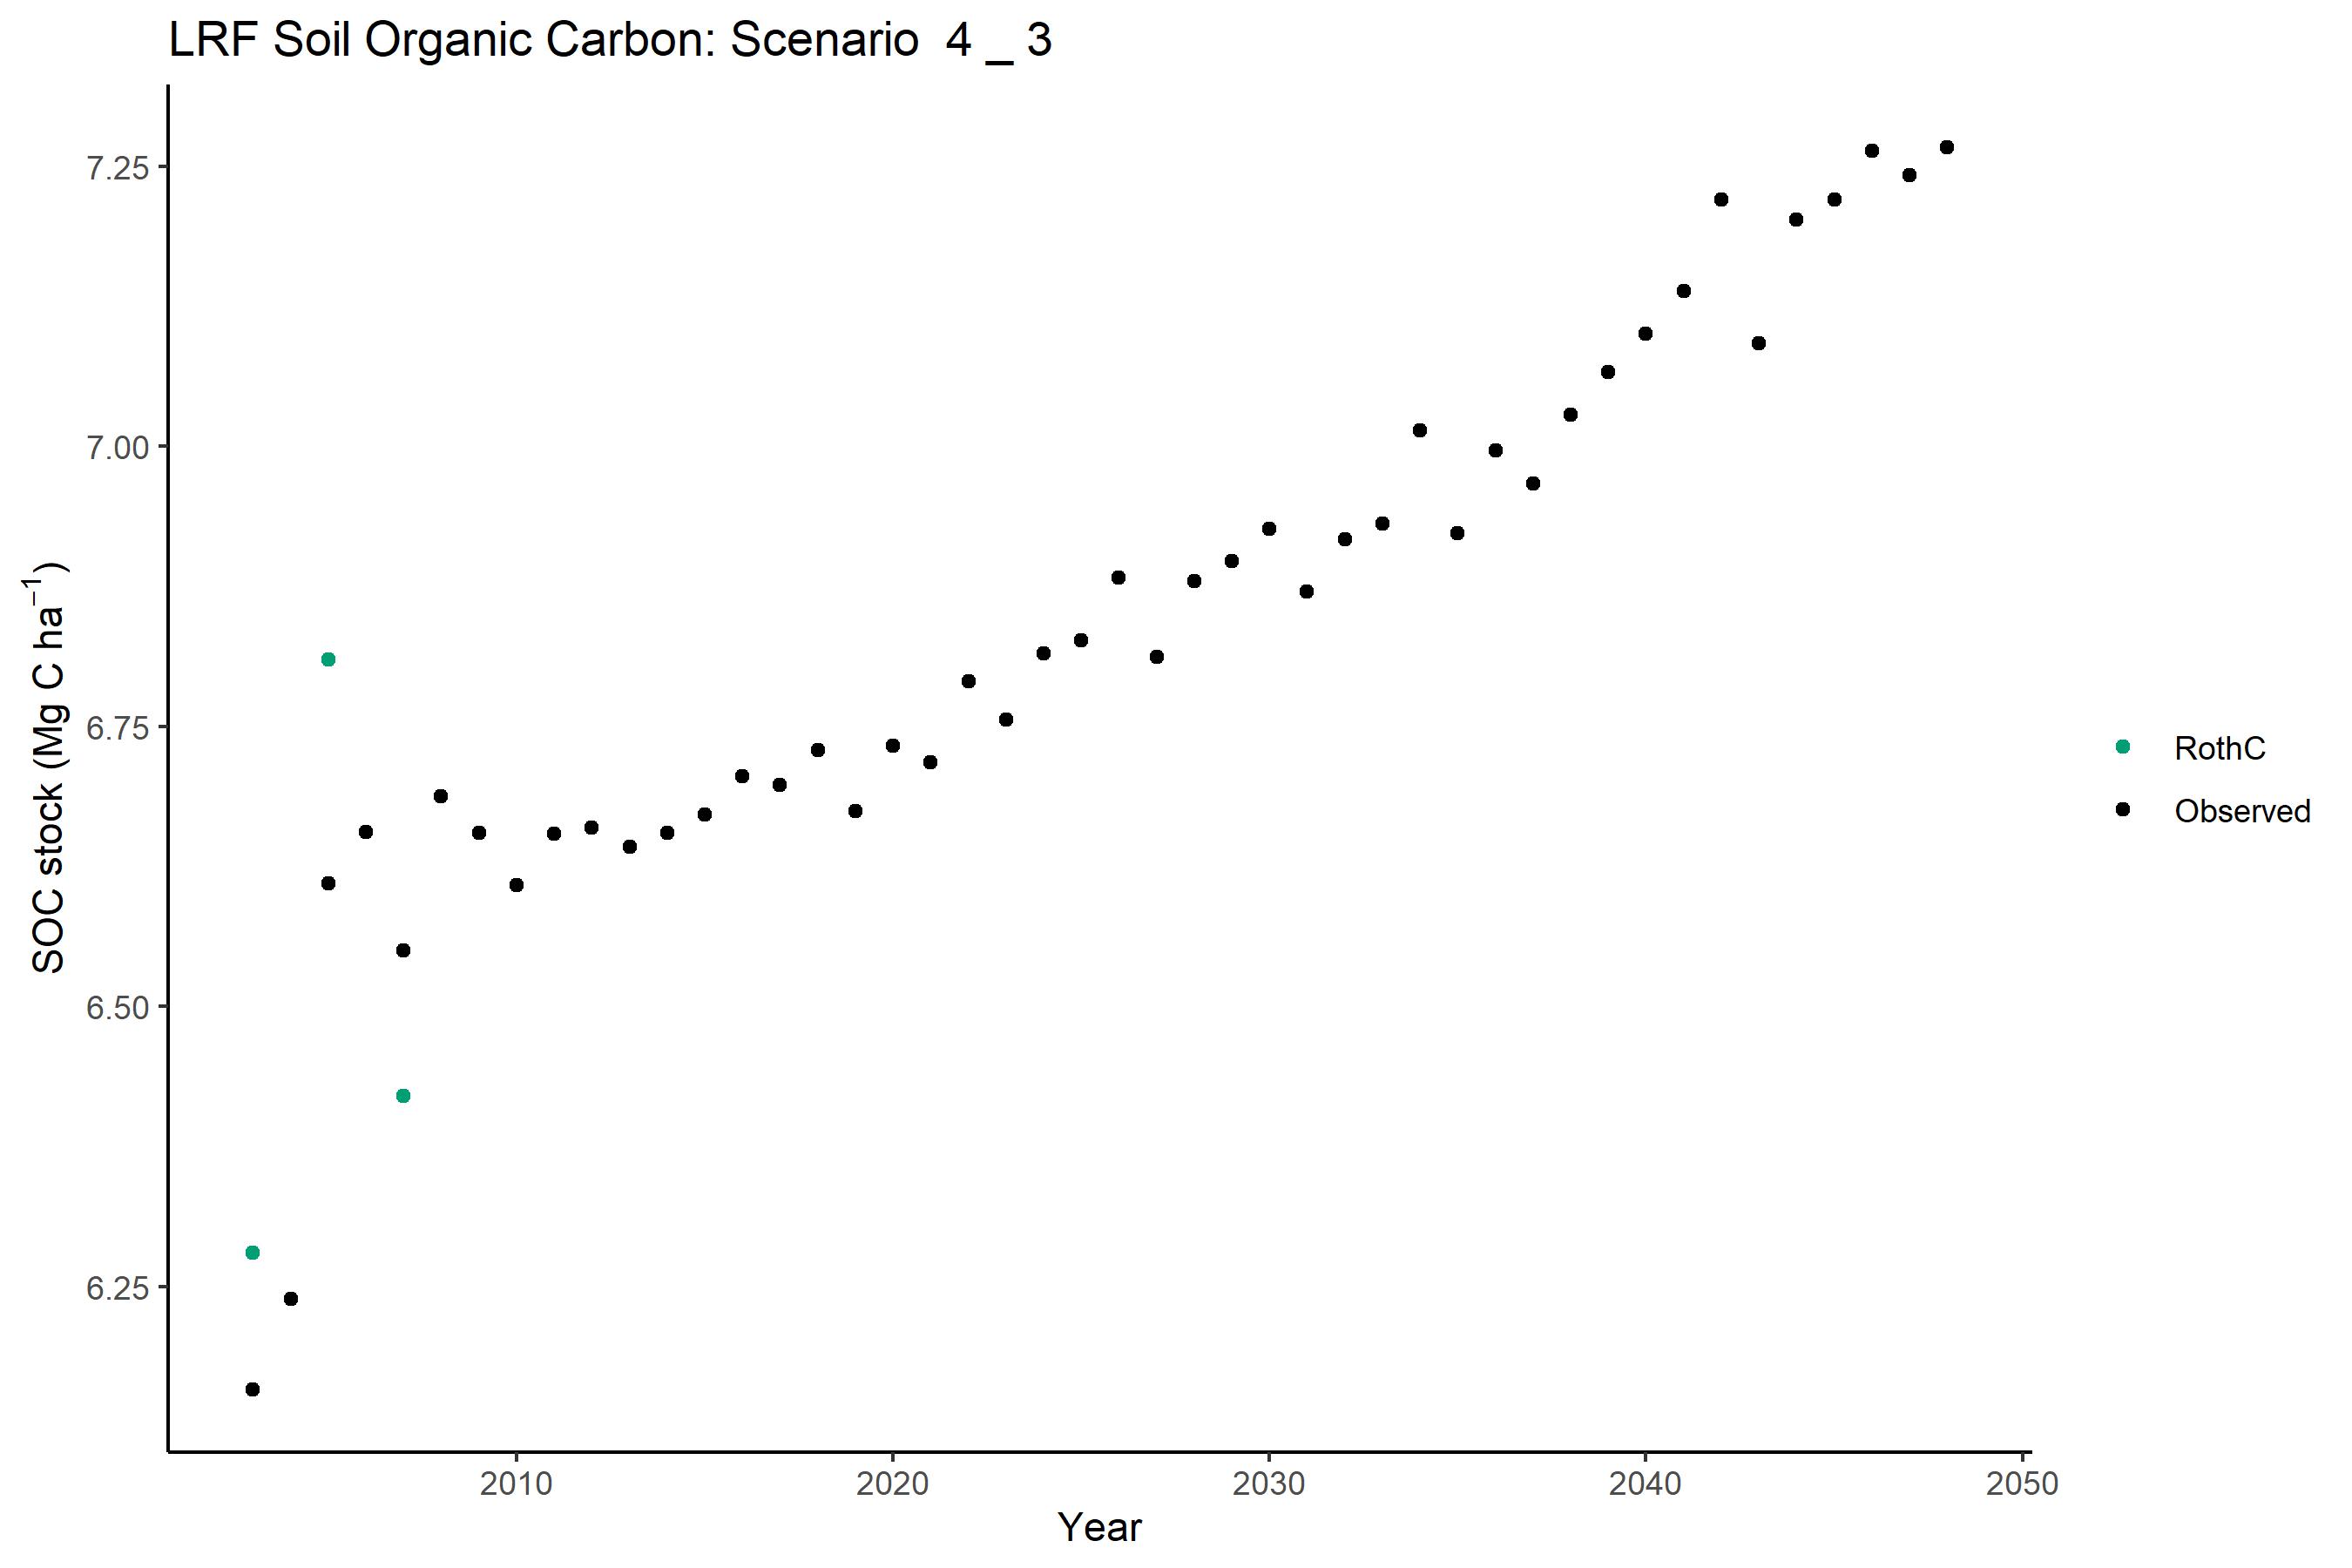 LRF Soil Organic Carbon: Scenario  4 _ 3
SOC stock (Mg C ha⁻¹)
7.25
7.00
6.75
6.50
6.25
2010
2020
2030
2040
2050
Year
RothC
Observed